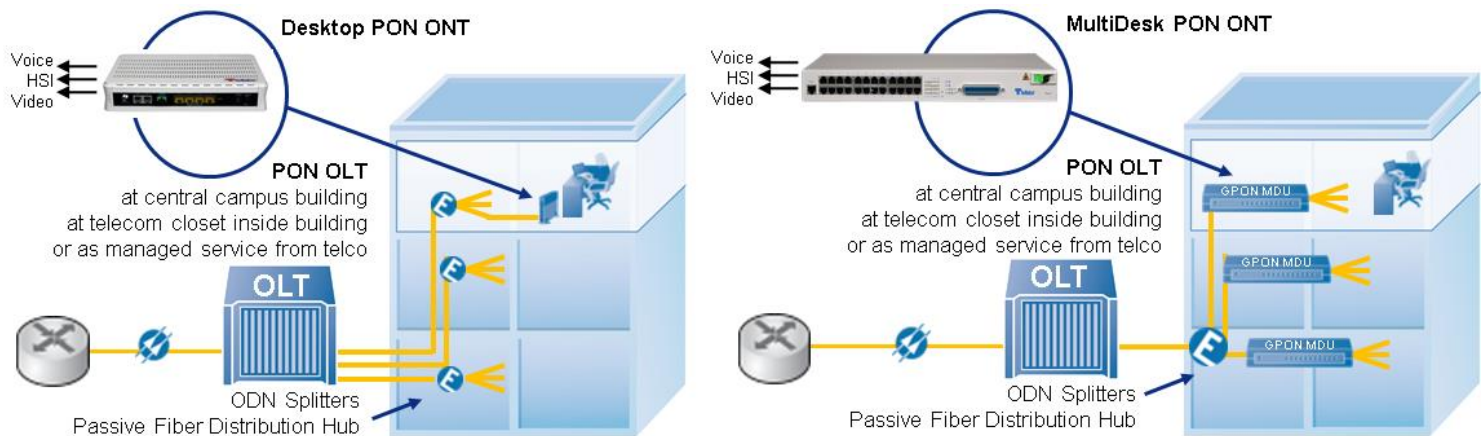 Desktop PON ONT
Voice
HSI
Video
PON OLT
at central campus building
at telecom closet inside building
or as managed service from telco
OLT
E
E
E
ODN Splitters
Passive Fiber Distribution Hub
MultiDesk PON ONT
Voice
HSI
Video
PON OLT
at central campus building
at telecom closet inside building
or as managed service from telco
OLT
GPON MDU
GPON MDU
E
GPON MDU
ODN Splitters
Passive Fiber Distribution Hub